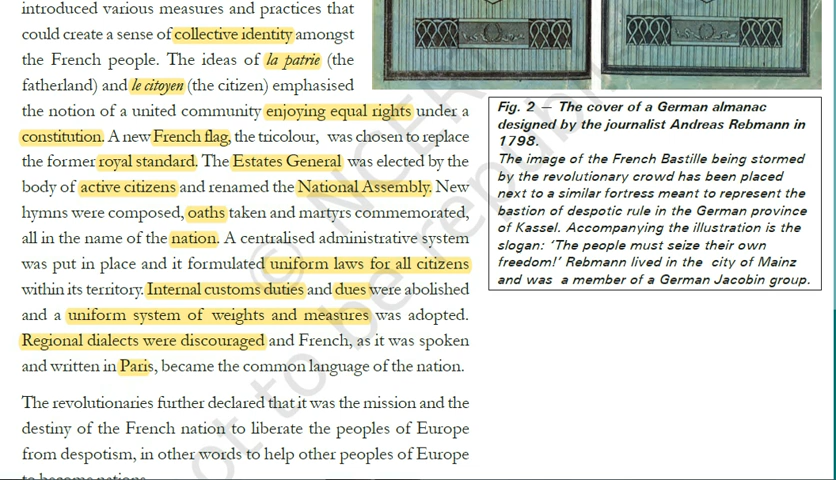 introduced various measures and practices that
could create a sense of collective identity amongst
the French people. The ideas of la patrie (the
fatherland) and le citoyen (the citizen) emphasised
the notion of a united community enjoying equal rights under a
constitution. A new French flag, the tricolour, was chosen to replace
the former royal standard. The Estates General was elected by the
body of active citizens and renamed the National Assembly. New
hymns were composed, oaths taken and martyrs commemorated,
all in the name of the nation. A centralised administrative system
was put in place and it formulated uniform laws for all citizens
within its territory. Internal customs duties and dues were abolished
and a uniform system of weights and measures was adopted.
Regional dialects were discouraged and French, as it was spoken
and written in Paris, became the common language of the nation.
The revolutionaries further declared that it was the mission and the
destiny of the French nation to liberate the peoples of Europe
from despotism, in other words to help other peoples of Europe
to become nations.
Fig. 2 — The cover of a German almanac
designed by the journalist Andreas Rebmann in
1798.
The image of the French Bastille being stormed
by the revolutionary crowd has been placed
next to a similar fortress meant to represent the
bastion of despotic rule in the German province
of Kassel. Accompanying the illustration is the
slogan: ‘The people must seize their own
freedom!’ Rebmann lived in the city of Mainz
and was a member of a German Jacobin group.
© NCERT
not to be republi